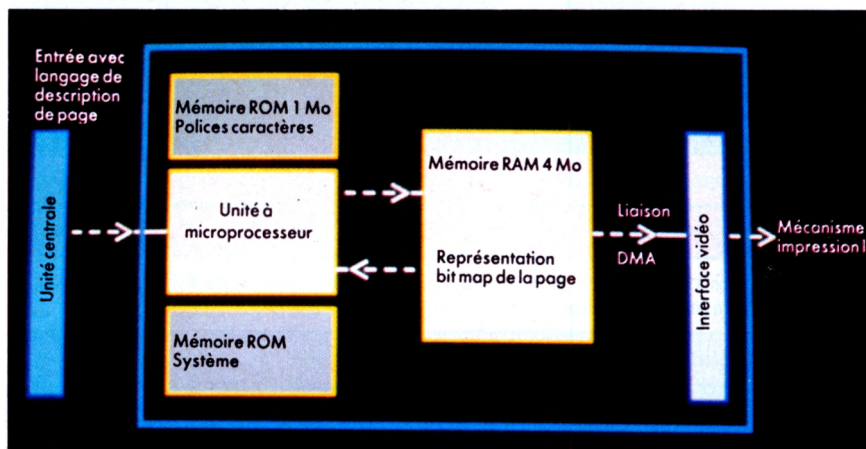 Entrée avec
langage de
description
de page
Unité centrale
Mémoire ROM 1 Mo
Polices caractères
Unité à
microprocesseur
Mémoire ROM
Système
Mémoire RAM 4 Mo
Représentation
bit map de la page
Liaison
DMA
Interface vidéo
Mécanisme
impression